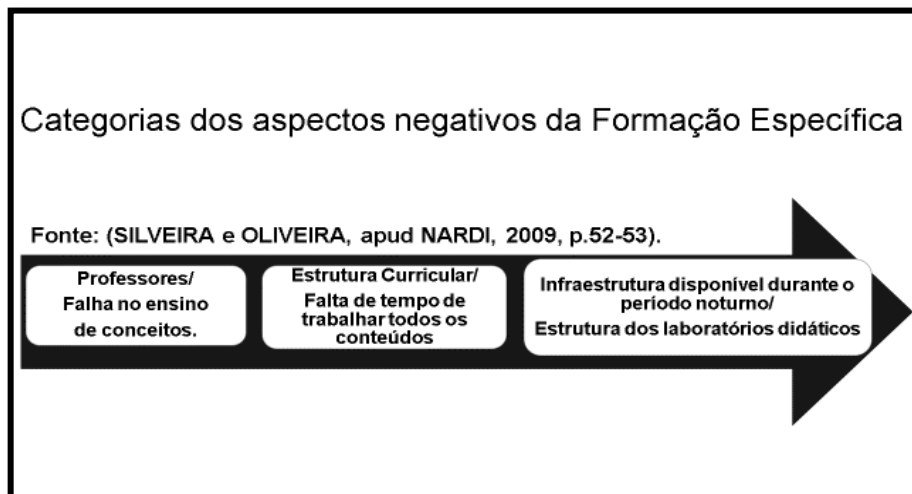 Categorias dos aspectos negativos da Formação Específica
Fonte: (SILVEIRA e OLIVEIRA, apud NARDI, 2009, p.52-53).
Professores/
Falha no ensino
de conceitos.
Estrutura Curricular/
Falta de tempo de
trabalhar todos os
conteúdos
Infraestrutura disponível durante o
período noturno/
Estrutura dos laboratórios didáticos